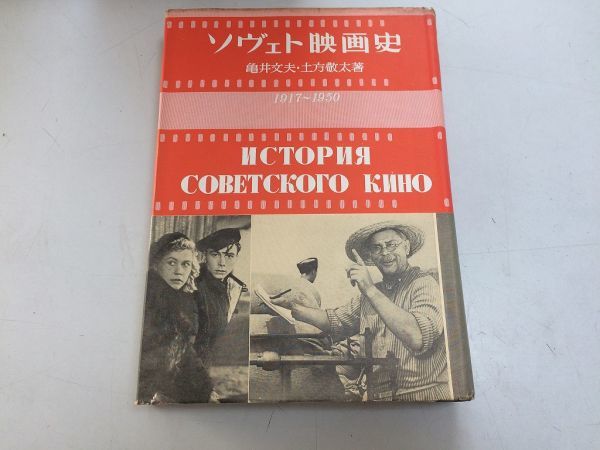 ソヴェト映画史
亀井文夫・土方敬太著
1917~1950
ИСТОРИЯ
СОВЕТСКОГО КИНО